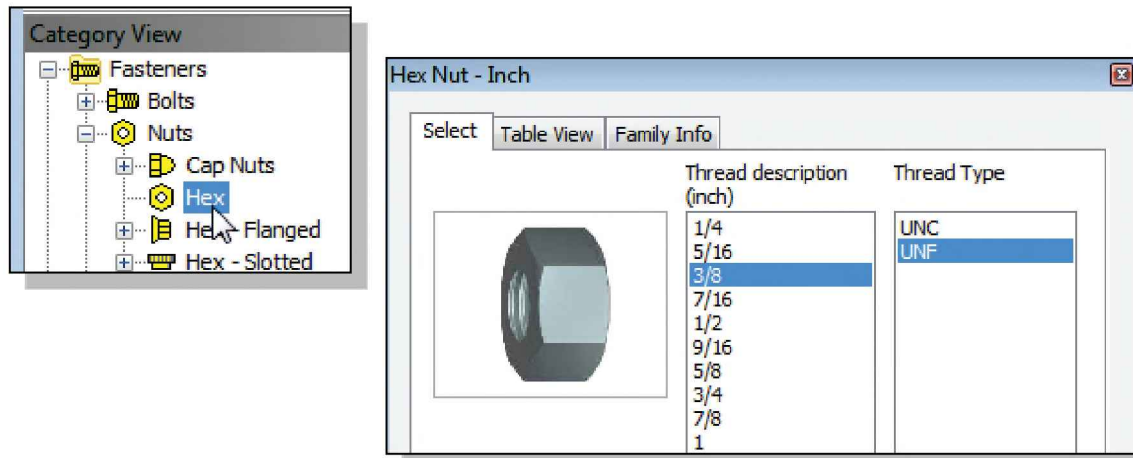 Category View
Fasteners
Bolts
Nuts
Cap Nuts
Hex
Hex - Flanged
Hex - Slotted
Hex Nut - Inch
Select
Table View
Family Info
Thread description
(inch)
Thread Type
1/4
5/16
3/8
7/16
1/2
9/16
5/8
3/4
7/8
1
UNC
UNF